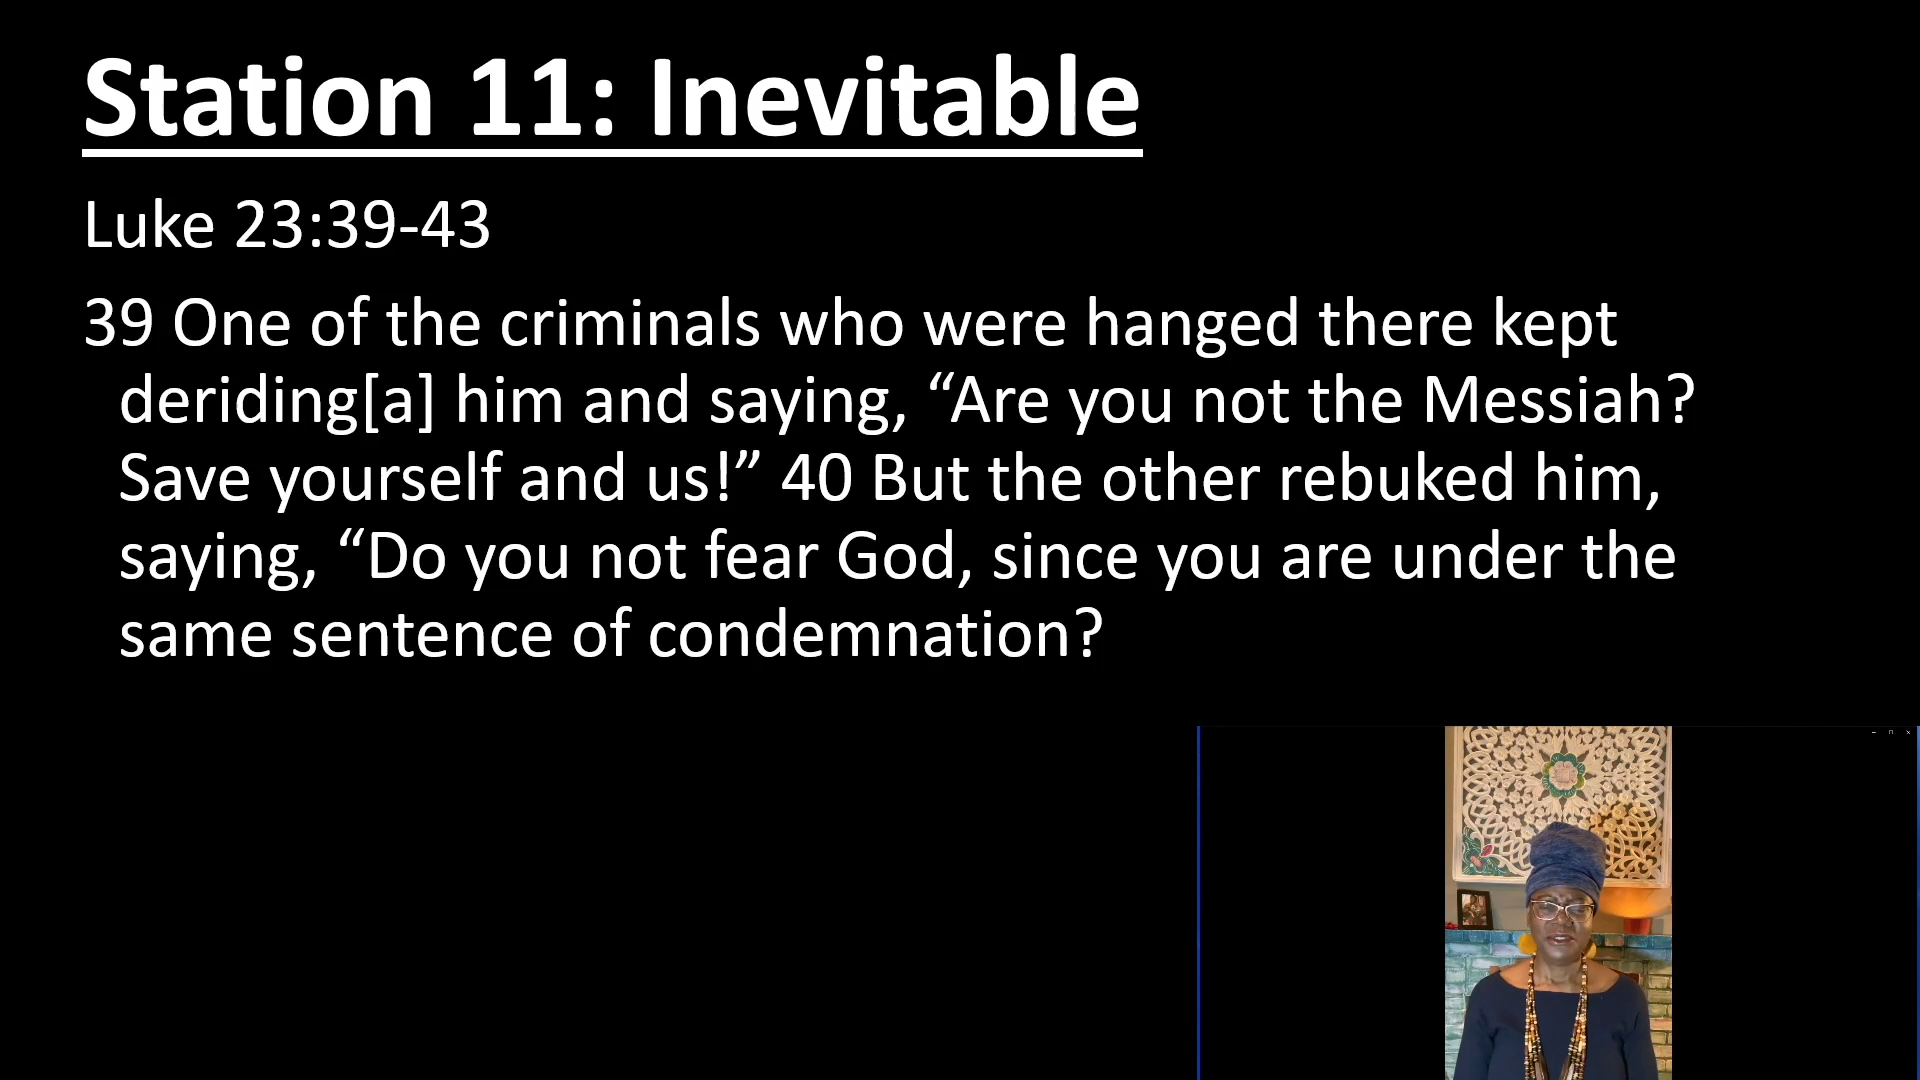 Station 11: Inevitable
Luke 23:39-43
39 One of the criminals who were hanged there kept
deriding[a] him and saying, “Are you not the Messiah?
Save yourself and us!” 40 But the other rebuked him,
saying, “Do you not fear God, since you are under the
same sentence of condemnation?